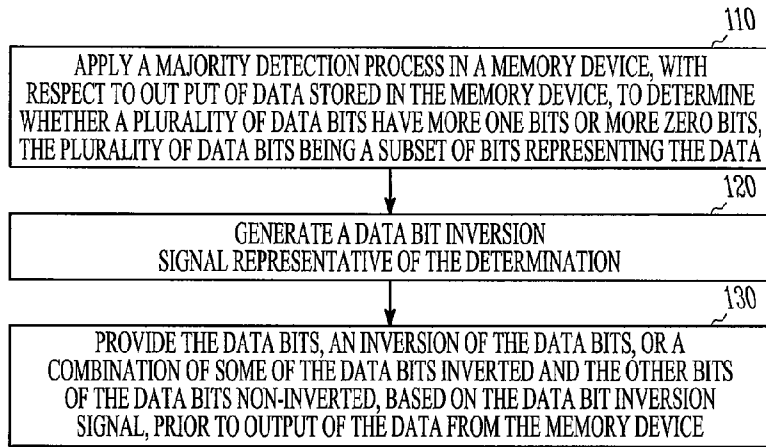 110
APPLY A MAJORITY DETECTION PROCESS IN A MEMORY DEVICE, WITH
RESPECT TO OUT PUT OF DATA STORED IN THE MEMORY DEVICE, TO DETERMINE
WHETHER A PLURALITY OF DATA BITS HAVE MORE ONE BITS OR MORE ZERO BITS,
THE PLURALITY OF DATA BITS BEING A SUBSET OF BITS REPRESENTING THE DATA
120
GENERATE A DATA BIT INVERSION
SIGNAL REPRESENTATIVE OF THE DETERMINATION
130
PROVIDE THE DATA BITS, AN INVERSION OF THE DATA BITS, OR A
COMBINATION OF SOME OF THE DATA BITS INVERTED AND THE OTHER BITS
OF THE DATA BITS NON-INVERTED, BASED ON THE DATA BIT INVERSION
SIGNAL, PRIOR TO OUTPUT OF THE DATA FROM THE MEMORY DEVICE